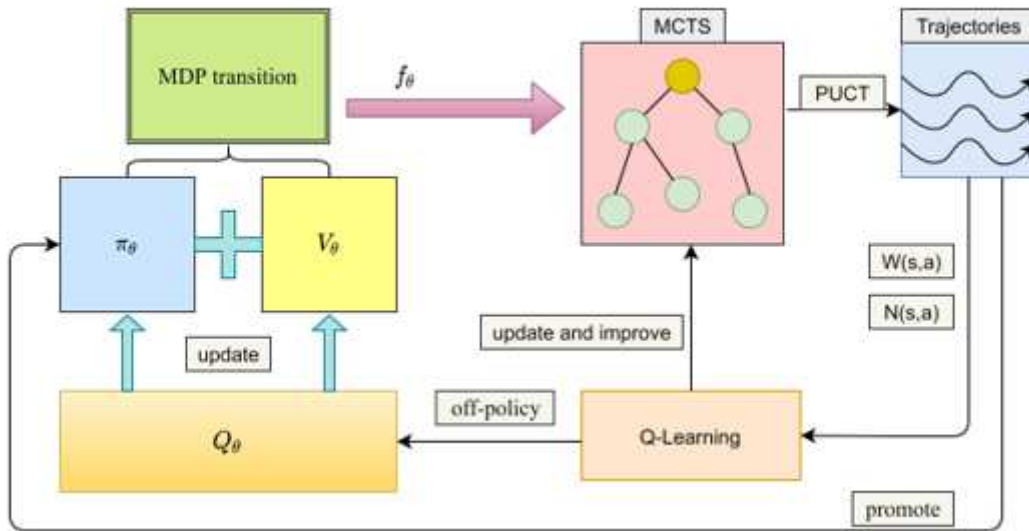 MCTS
Trajectories
MDP transition
f_θ
PUCT
π_θ
V_θ
W(s,a)
N(s,a)
update
update and improve
off-policy
Q_θ
Q-Learning
promote